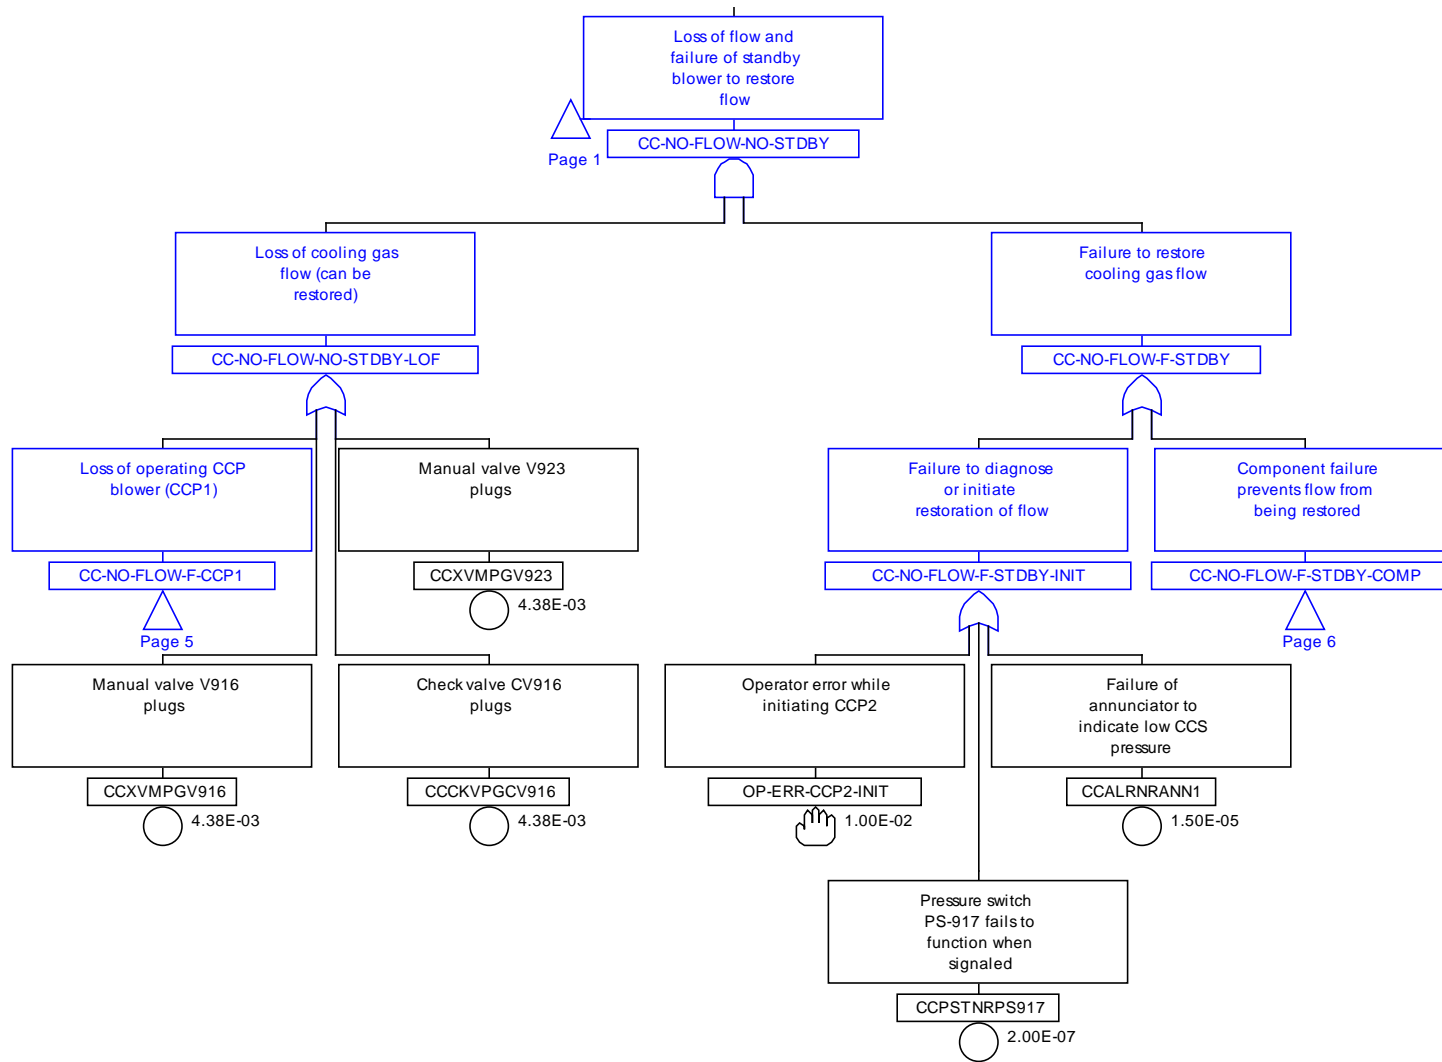 Loss of flow and
failure of standby
blower to restore
flow
Page 1
CC-NO-FLOW-NO-STDBY
Loss of cooling gas
flow (can be
restored)
CC-NO-FLOW-NO-STDBY-LOF
Failure to restore
cooling gas flow
CC-NO-FLOW-F-STDBY
Loss of operating CCP
blower (CCP1)
CC-NO-FLOW-F-CCP1
Page 5
Manual valve V923
plugs
CCXVMPGV923
4.38E-03
Failure to diagnose
or initiate
restoration of flow
CC-NO-FLOW-F-STDBY-INIT
Component failure
prevents flow from
being restored
CC-NO-FLOW-F-STDBY-COMP
Page 6
Manual valve V916
plugs
CCXVMPGV916
4.38E-03
Check valve CV916
plugs
CCCKVPGCV916
4.38E-03
Operator error while
initiating CCP2
OP-ERR-CCP2-INIT
1.00E-02
Failure of
annunciator to
indicate low CCS
pressure
CCALRNRANN1
1.50E-05
Pressure switch
PS-917 fails to
function when
signaled
CCPSTNRPS917
2.00E-07